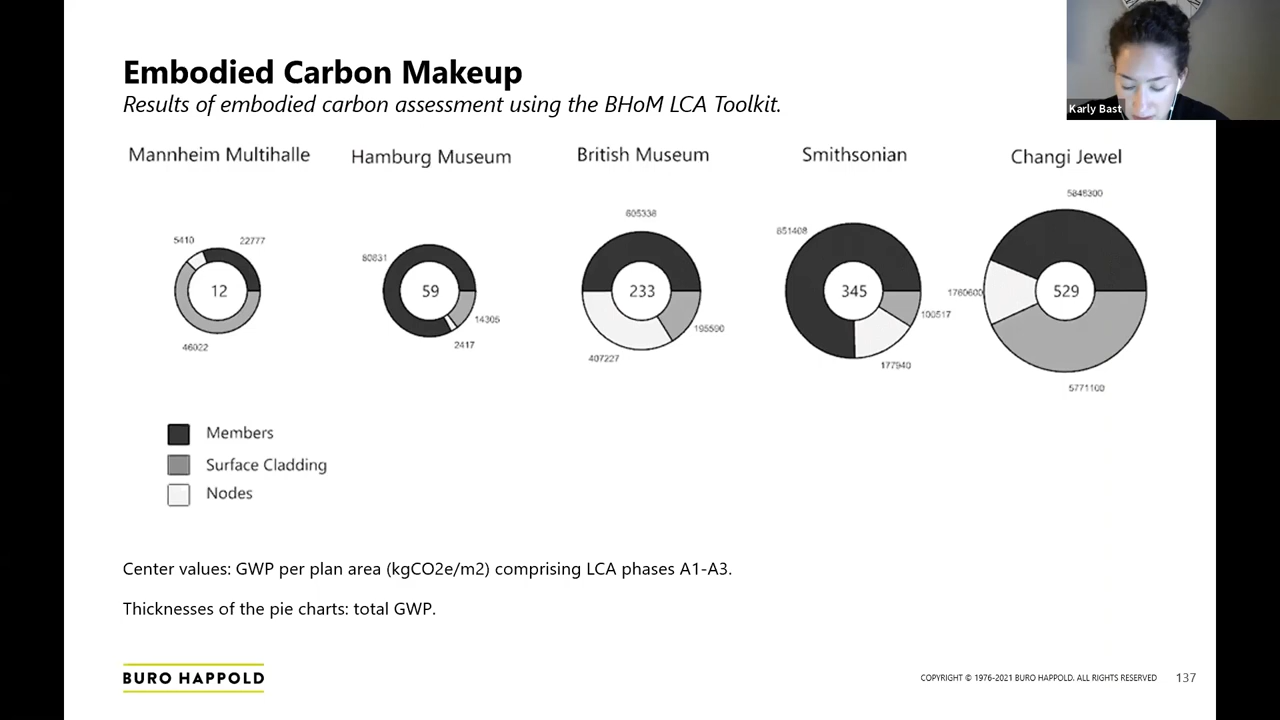 Embodied Carbon Makeup
Results of embodied carbon assessment using the BHoM LCA Toolkit.
Karly Bast
Mannheim Multihalle
Hamburg Museum
British Museum
Smithsonian
Changi Jewel
5410
22777
12
46022
80831
59
14305
2417
605338
233
195590
407227
851408
345
100517
177940
5848300
1760600
529
5771100
Members
Surface Cladding
Nodes
Center values: GWP per plan area (kgCO2e/m2) comprising LCA phases A1-A3.
Thicknesses of the pie charts: total GWP.
BURO HAPPOLD
COPYRIGHT © 1976-2021 BURO HAPPOLD. ALL RIGHTS RESERVED
137